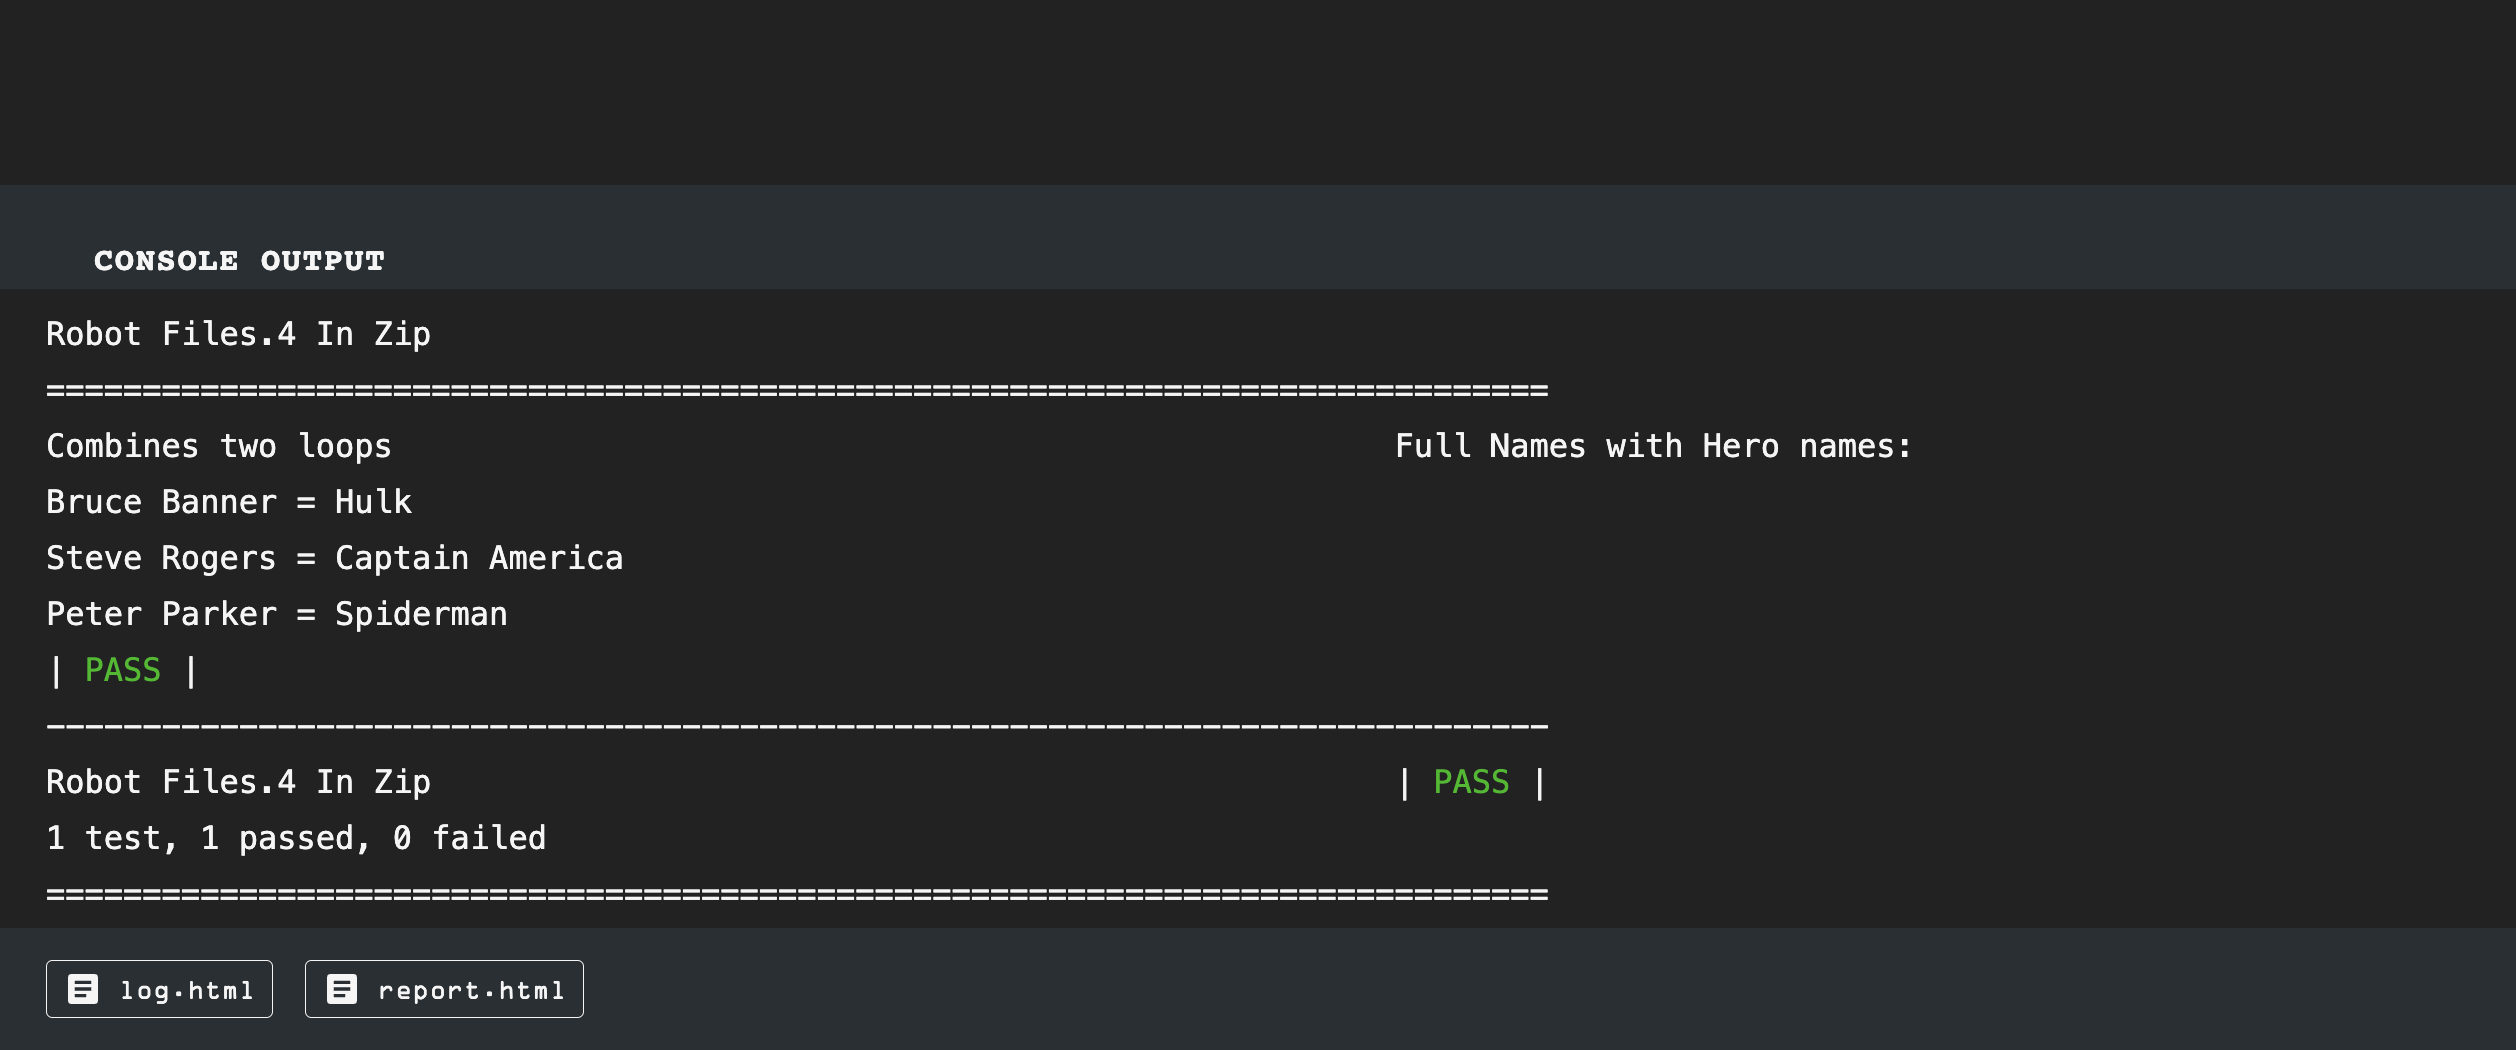 CONSOLE OUTPUT
Robot Files.4 In Zip
==============================================================================
Combines two loops Full Names with Hero names:
Bruce Banner = Hulk
Steve Rogers = Captain America
Peter Parker = Spiderman
| PASS |
------------------------------------------------------------------------------
Robot Files.4 In Zip | PASS |
1 test, 1 passed, 0 failed
==============================================================================
log.html report.html